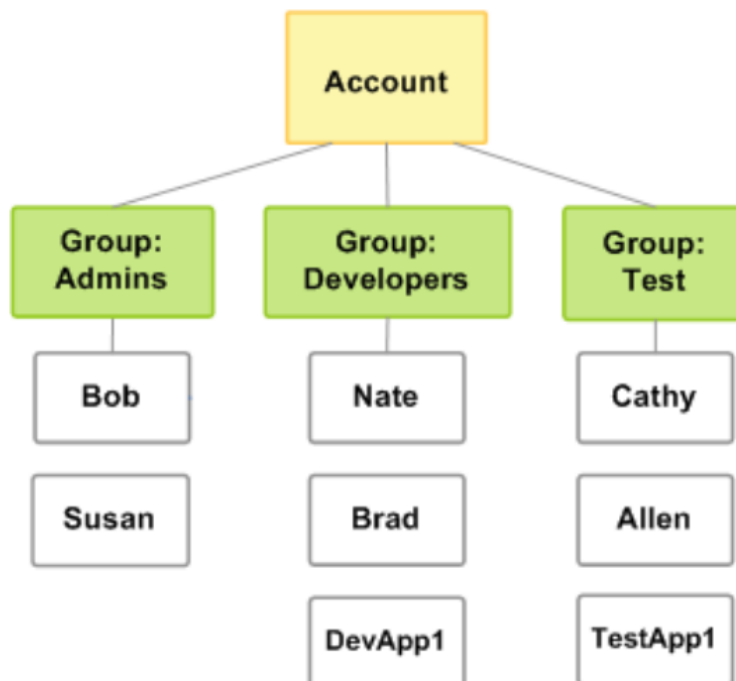 Account
Group:
Admins
Group:
Developers
Group:
Test
Bob
Nate
Cathy
Susan
Brad
Allen
DevApp1
TestApp1